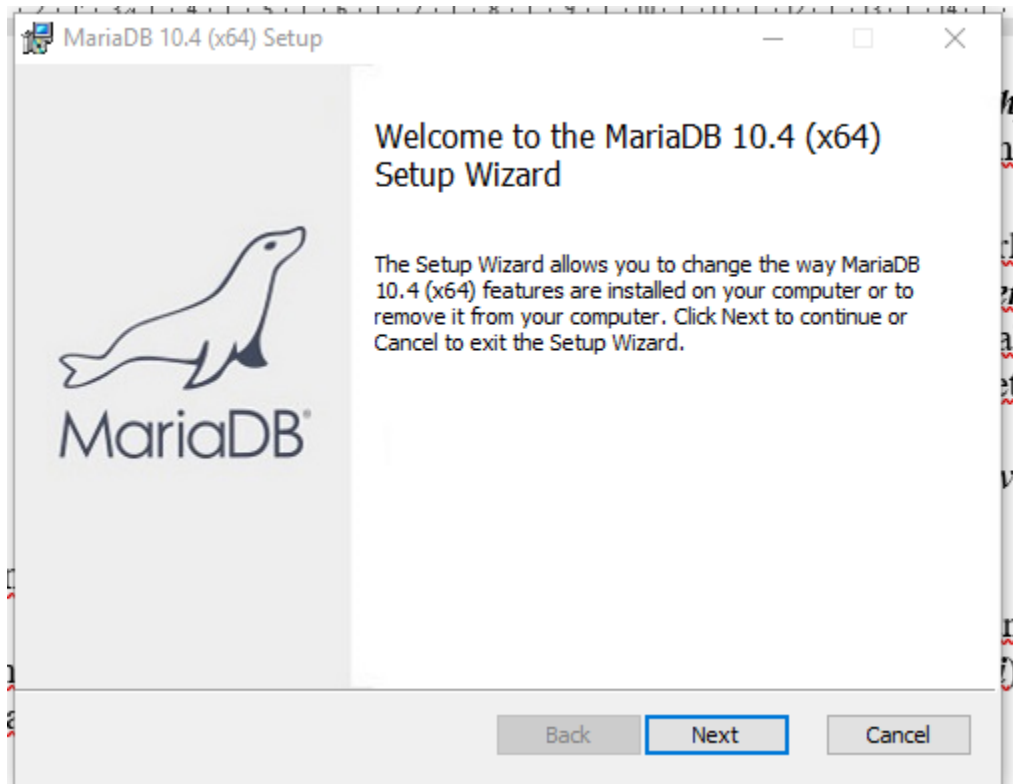 MariaDB 10.4 (x64) Setup
Welcome to the MariaDB 10.4 (x64)
Setup Wizard
The Setup Wizard allows you to change the way MariaDB
10.4 (x64) features are installed on your computer or to
remove it from your computer. Click Next to continue or
Cancel to exit the Setup Wizard.
MariaDB®
Back Next Cancel